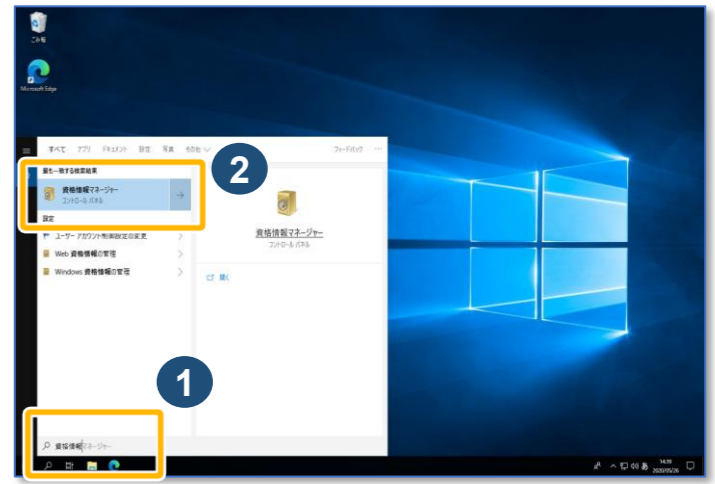 ごみ箱
Microsoft Edge
すべて アプリ ドキュメント 設定 写真 その他
フィードバック ...
最も一致する検索結果
2
資格情報マネージャー
コントロール パネル
設定
ユーザー アカウント制御設定の変更
Web 資格情報の管理
Windows 資格情報の管理
資格情報マネージャー
コントロール パネル
開く
1
資格情報マネージャー
あ
14:19
2020/05/26